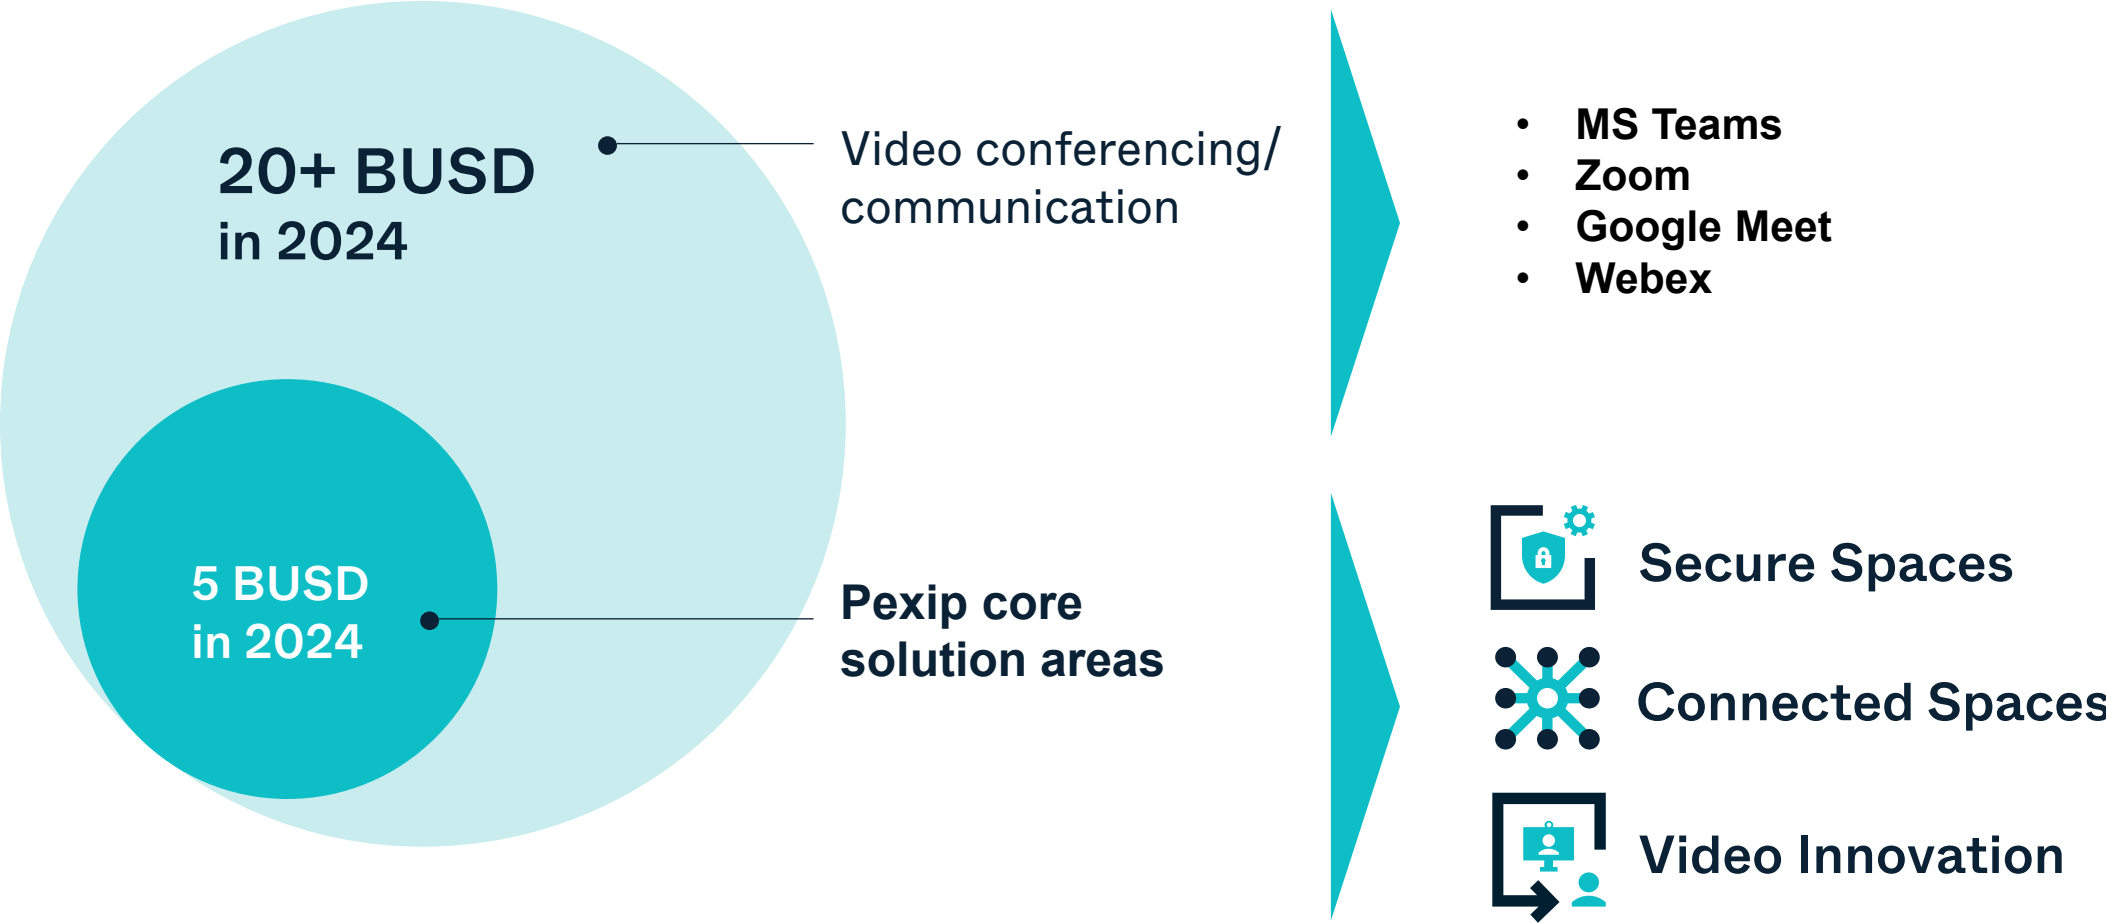 20+ BUSD
in 2024
Video conferencing/
communication
• MS Teams
• Zoom
• Google Meet
• Webex
5 BUSD
in 2024
Pexip core
solution areas
Secure Spaces
Connected Spaces
Video Innovation